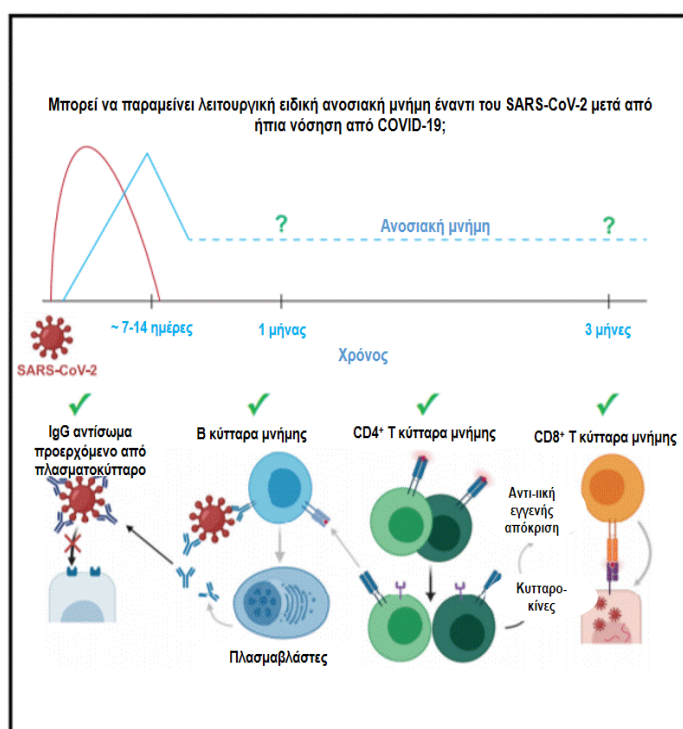 Μπορεί να παραμείνει λειτουργική ειδική ανοσιακή μνήμη έναντι του SARS-CoV-2 μετά από
ήπια νόσηση από COVID-19;
?
?
Ανοσιακή μνήμη
~ 7-14 ημέρες
1 μήνας
3 μήνες
Χρόνος
SARS-CoV-2
IgG αντίσωμα
προερχόμενο από
πλασματοκύτταρο
Β κύτταρα μνήμης
CD4+ Τ κύτταρα μνήμης
CD8+ Τ κύτταρα μνήμης
Αντι-ιική
εγγενής
απόκριση
Κυτταρο-
κίνες
Πλασμαβλάστες